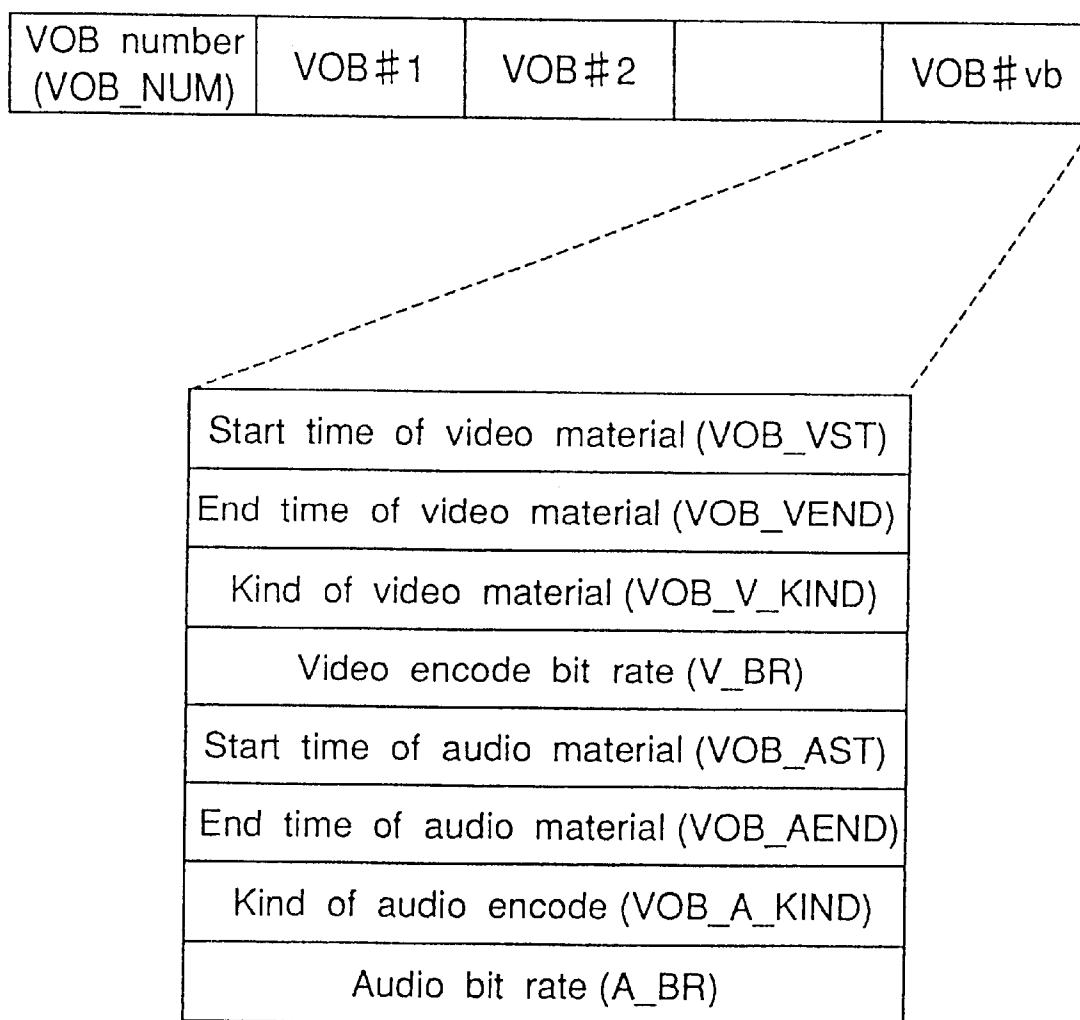 VOB number
(VOB_NUM)
VOB#1
VOB#2
VOB#vb
Start time of video material (VOB_VST)
End time of video material (VOB_VEND)
Kind of video material (VOB_V_KIND)
Video encode bit rate (V_BR)
Start time of audio material (VOB_AST)
End time of audio material (VOB_AEND)
Kind of audio encode (VOB_A_KIND)
Audio bit rate (A_BR)